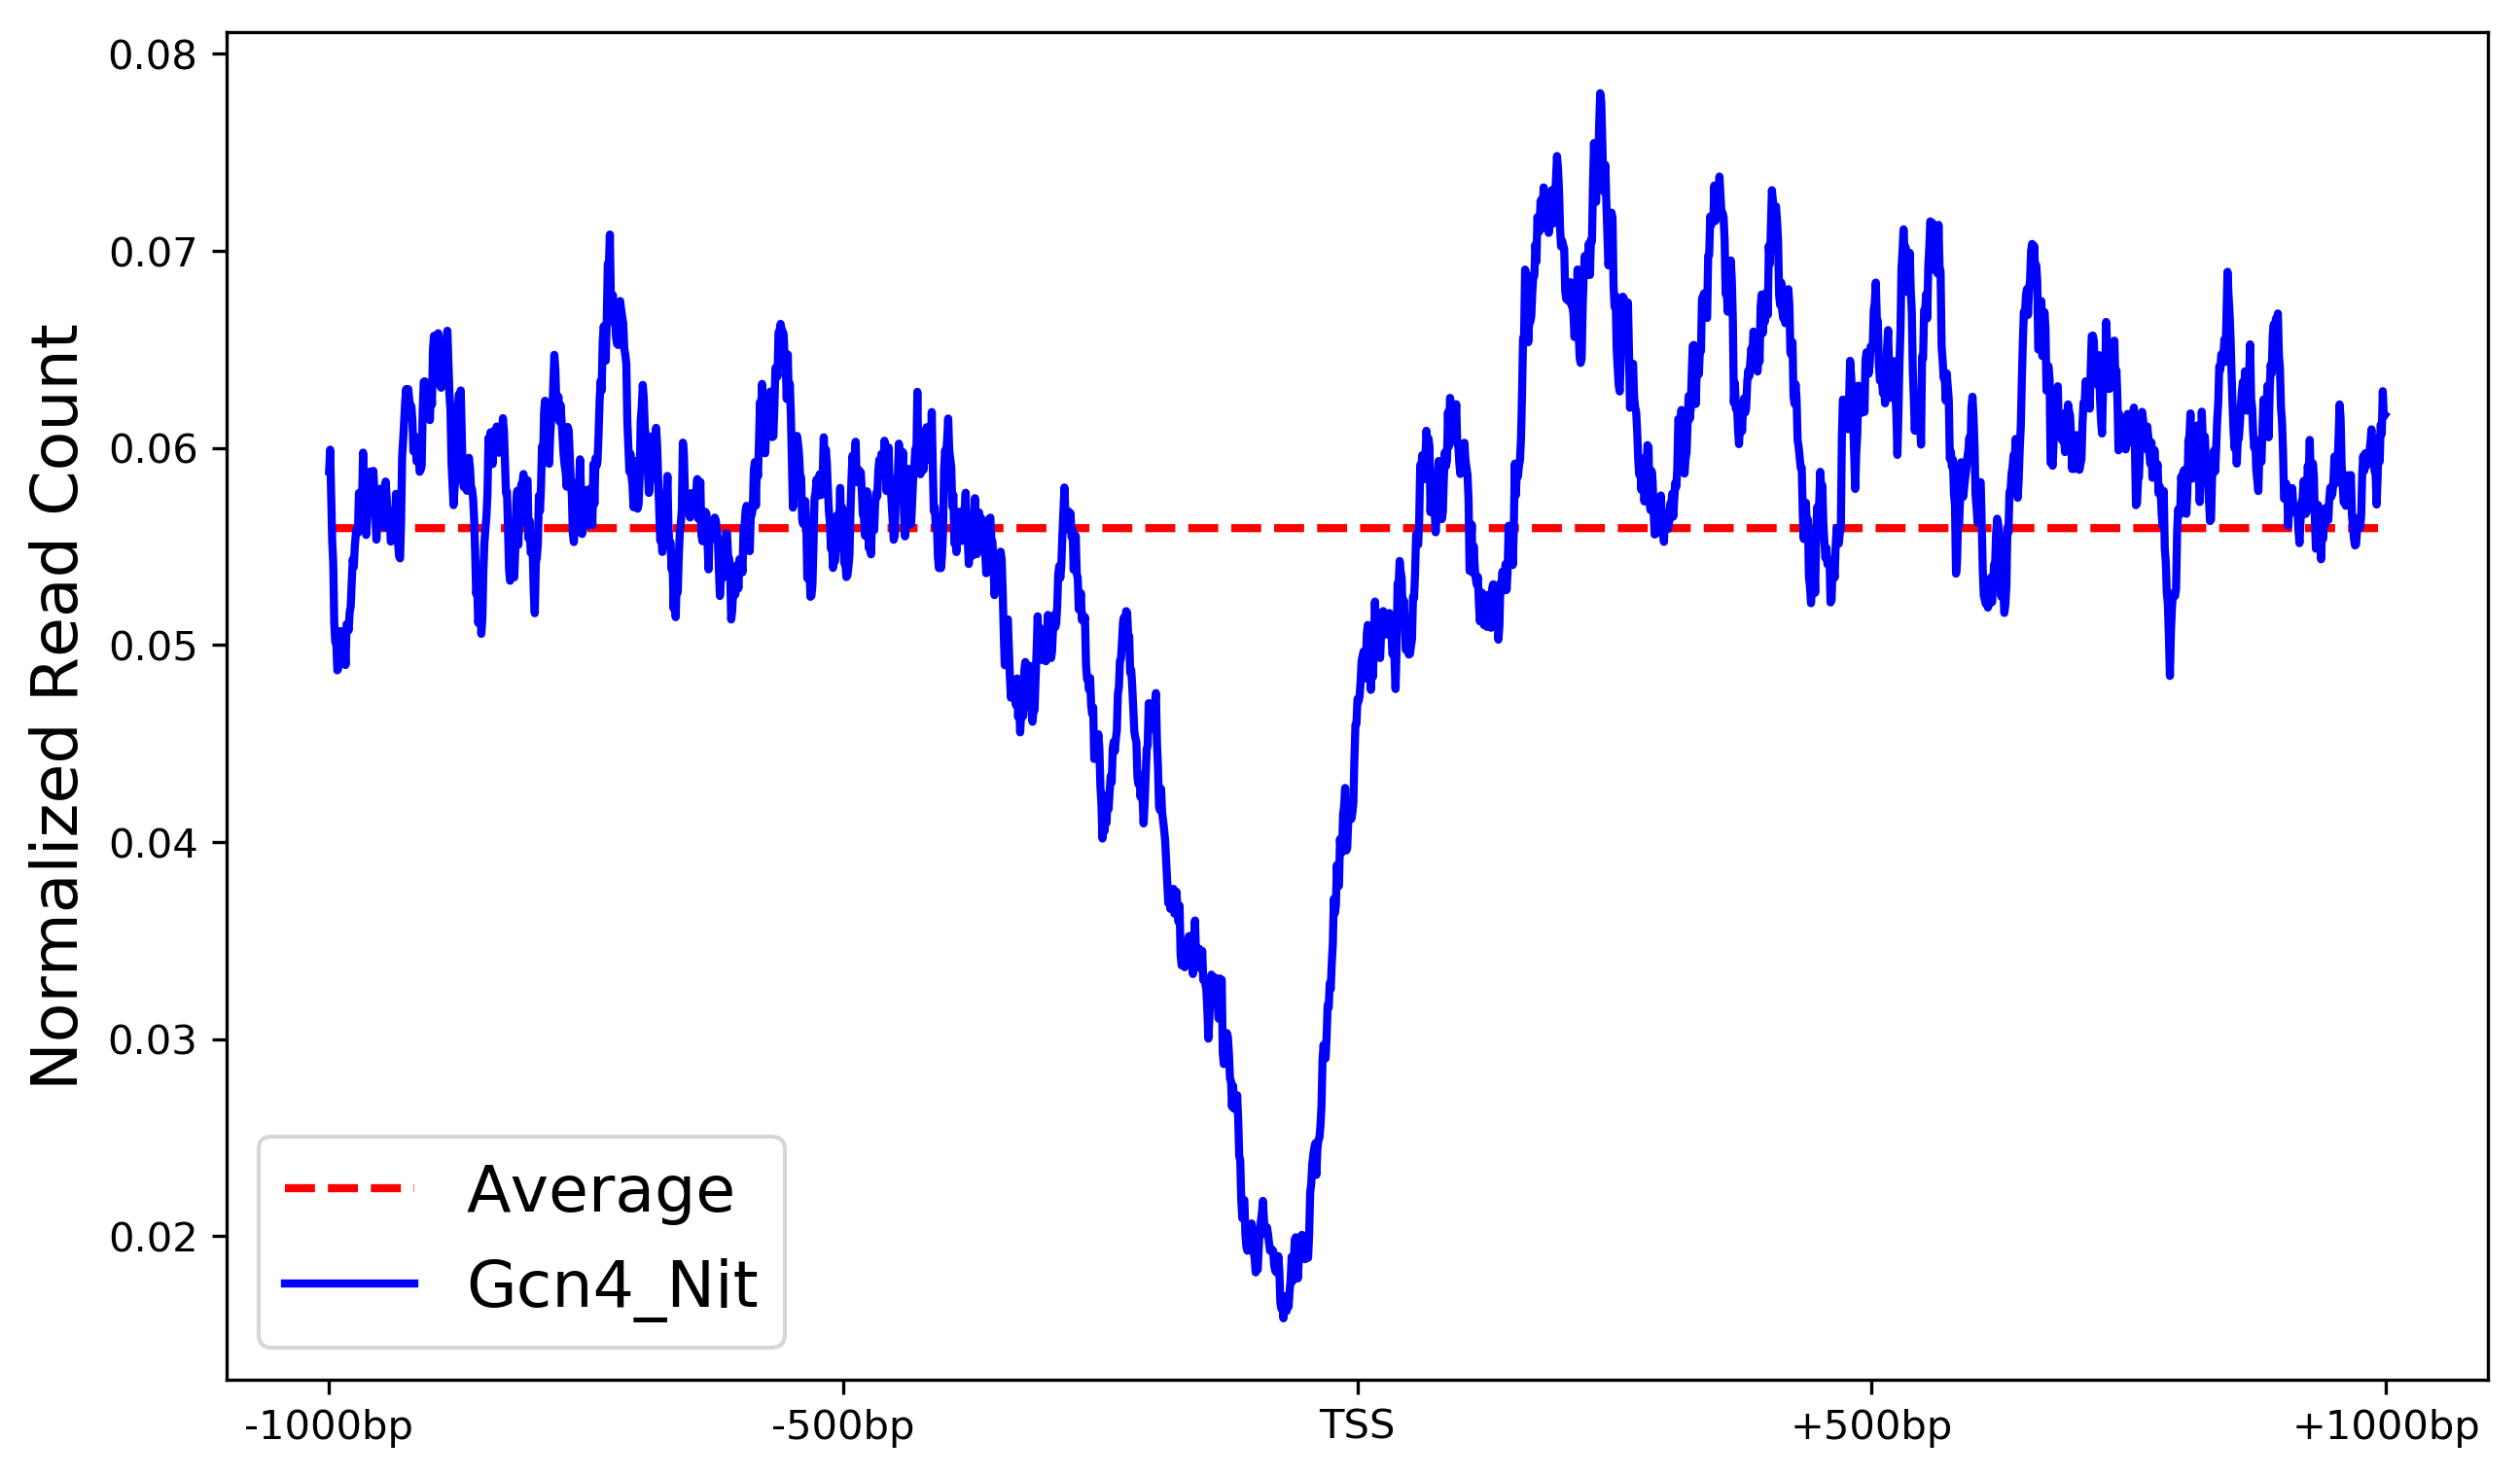 Normalized Read Count
0.08
0.07
0.06
0.05
0.04
0.03
0.02
Average
Gcn4_Nit
-1000bp
-500bp
TSS
+500bp
+1000bp